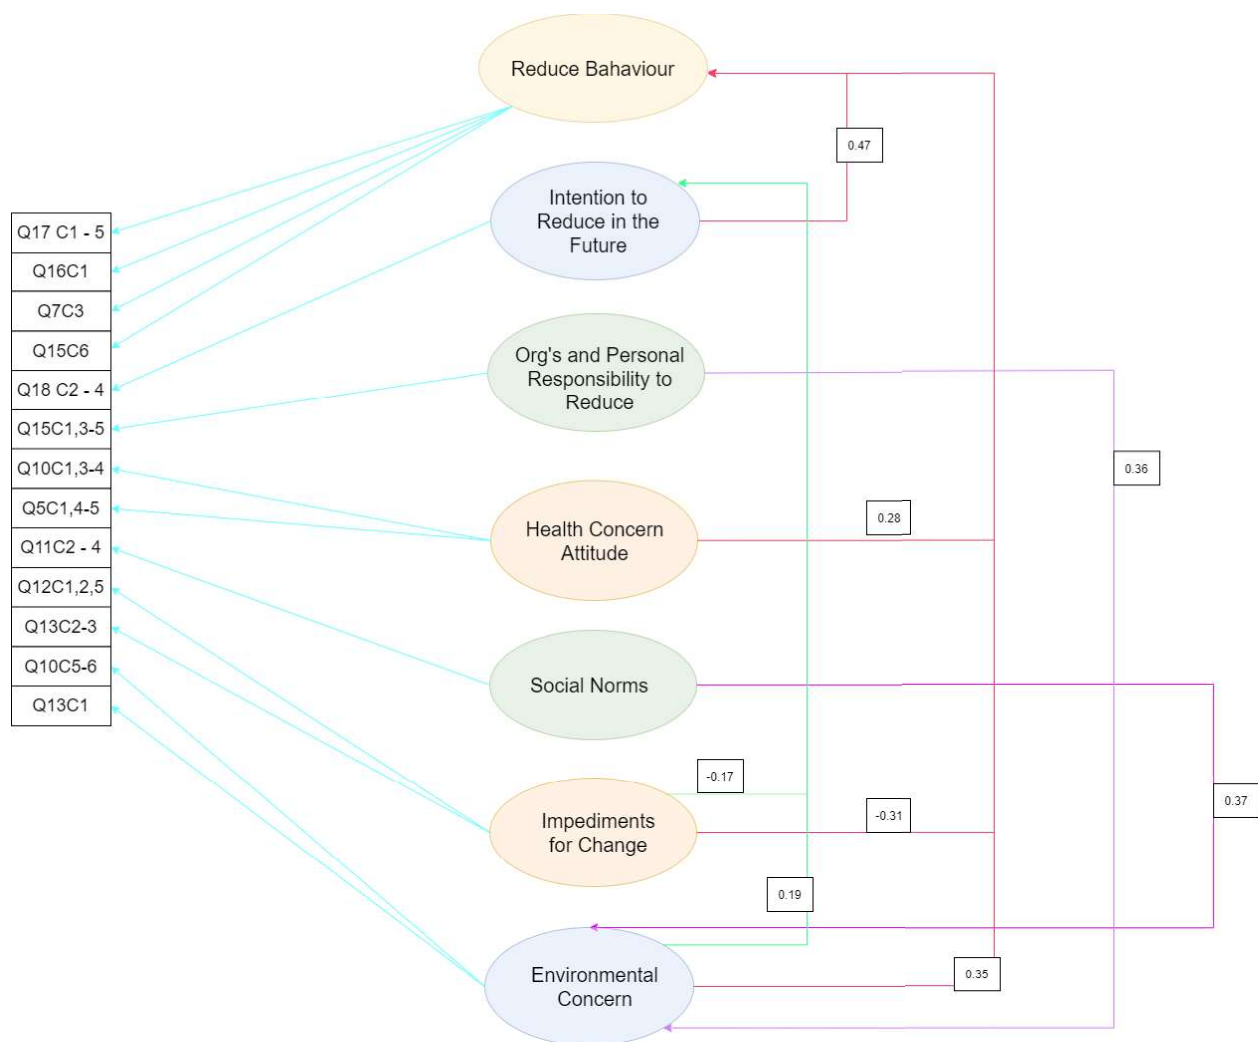 Reduce Bahaviour
0.47
Intention to
Reduce in the
Future
Q17 C1 - 5
Q16C1
Q7C3
Q15C6
Q18 C2 - 4
Q15C1,3-5
Q10C1,3-4
Q5C1,4-5
Q11C2 - 4
Q12C1,2,5
Q13C2-3
Q10C5-6
Q13C1
Org's and Personal
Responsibility to
Reduce
0.36
Health Concern
Attitude
0.28
Social Norms
-0.17
0.37
Impediments
for Change
-0.31
0.19
Environmental
Concern
0.35